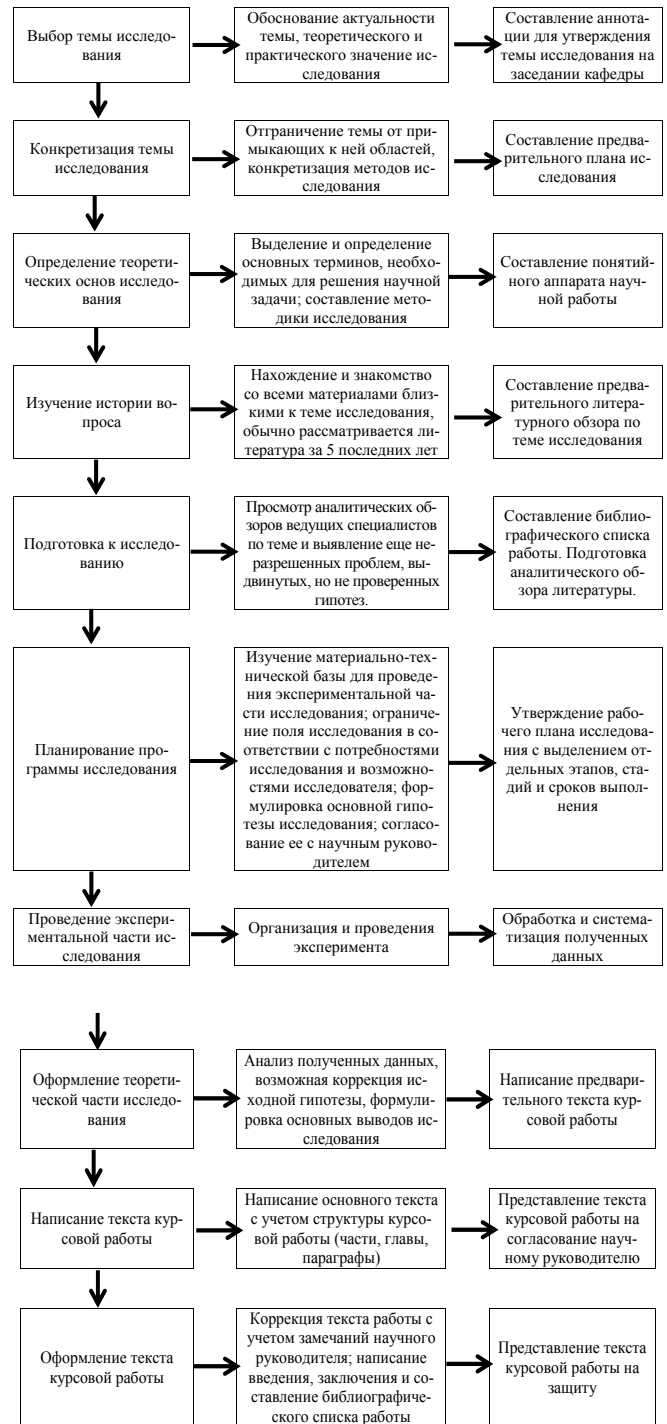 Выбор темы исследо-
вания
Обоснование актуальности
темы, теоретического и
практического значение ис-
следования
Составление аннота-
ции для утверждения
темы исследования на
заседании кафедры
Конкретизация темы
исследования
Отграничение темы от при-
мыкающих к ней областей,
конкретизация методов ис-
следования
Составление предва-
рительного плана ис-
следования
Определение теорети-
ческих основ исследо-
вания
Выделение и определение
основных терминов, необхо-
димых для решения научной
задачи; составление мето-
дики исследования
Составление понятий-
ного аппарата науч-
ной работы
Изучение истории во-
проса
Нахождение и знакомство
со всеми материалами близ-
кими к теме исследования,
обычно рассматривается ли-
тература за 5 последних лет
Составление предва-
рительного литера-
турного обзора по
теме исследования
Подготовка к исследо-
ванию
Просмотр аналитических об-
зоров ведущих специалистов
по теме и выявление еще не-
разрешенных проблем, вы-
двинутых, но не проверенных
гипотез.
Составление библио-
графического списка
работы. Подготовка
аналитического об-
зора литературы.
Планирование про-
граммы исследования
Изучение материально-тех-
нической базы для проведе-
ния экспериментальной ча-
сти исследования; ограниче-
ние поля исследования в со-
ответствии с потребностями
исследования и возможно-
стями исследователя; фор-
мулировка основной гипо-
тезы исследования; согласо-
вание ее с научным руково-
дителем
Утверждение рабо-
чего плана исследова-
ния с выделением от-
дельных этапов, ста-
дий и сроков выпол-
нения
Проведение экспери-
ментальной части ис-
следования
Организация и проведения
эксперимента
Обработка и система-
тизация полученных
данных
Оформление теорети-
ческой части исследо-
вания
Анализ полученных данных,
возможная коррекция ис-
ходной гипотезы, формули-
ровка основных выводов ис-
следования
Написание предвари-
тельного текста кур-
совой работы
Написание текста кур-
совой работы
Написание основного текста
с учетом структуры курсо-
вой работы (части, главы,
параграфы)
Представление текста
курсовой работы на
согласование науч-
ному руководителю
Оформление текста
курсовой работы
Коррекция текста работы с
учетом замечаний научного
руководителя; написание
введения, заключения и со-
ставление библиографиче-
ского списка работы
Представление текста
курсовой работы на
защиту